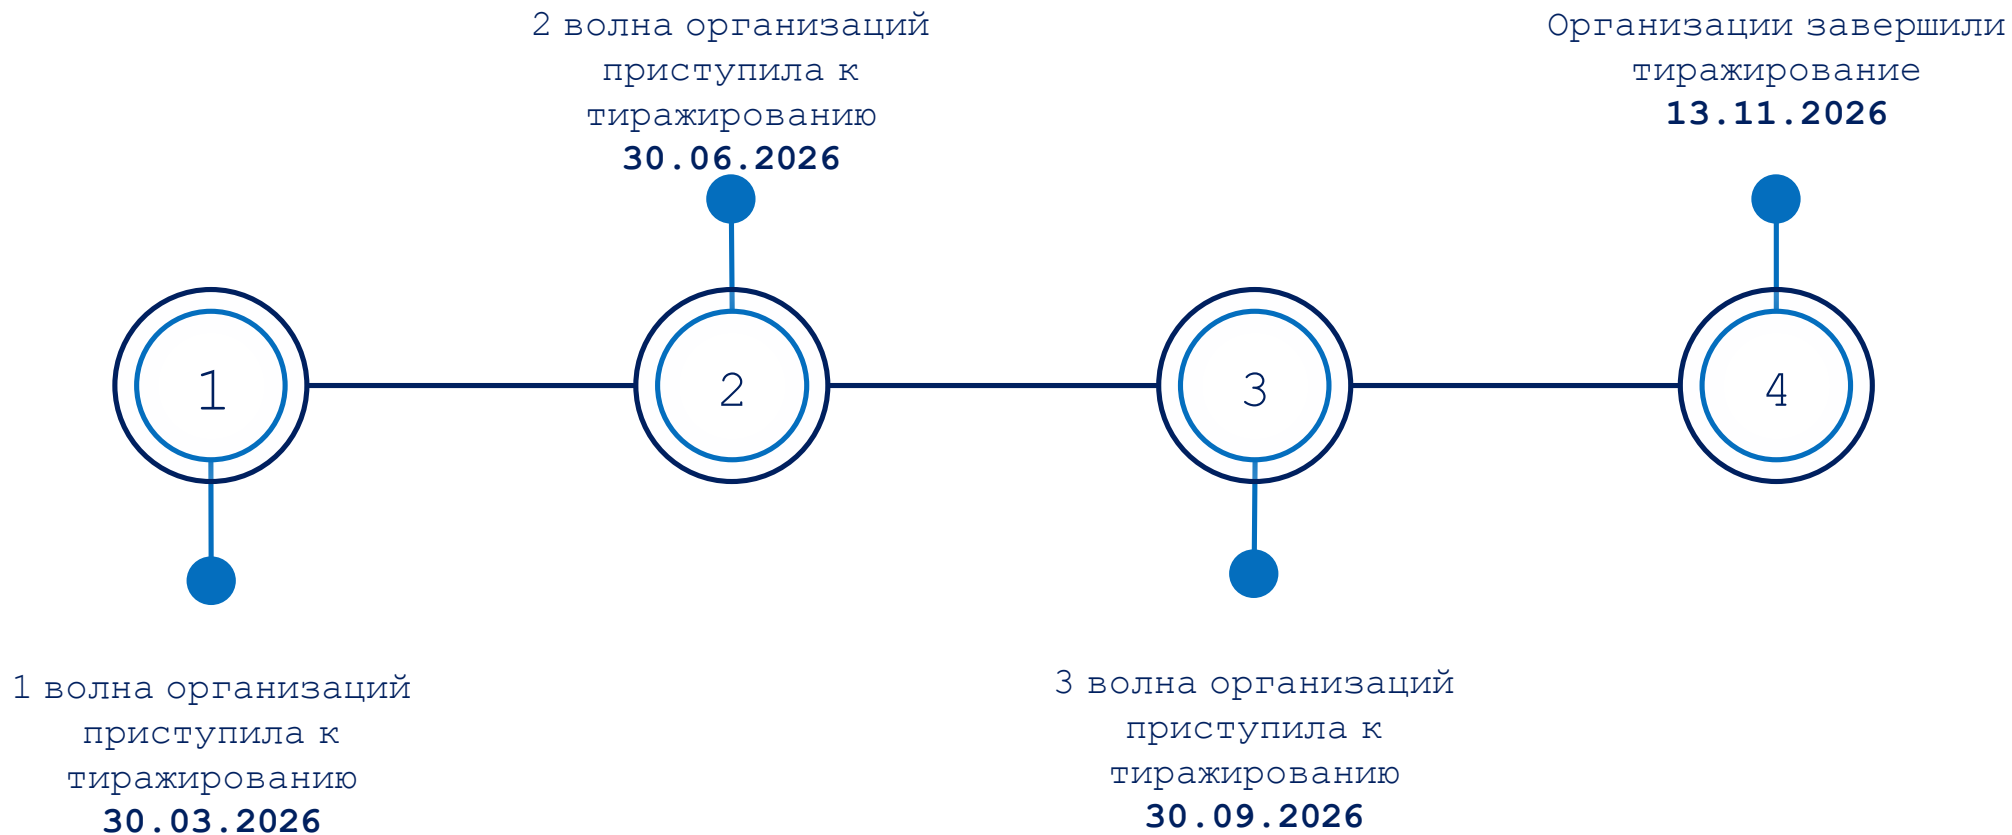 2 волна организаций
приступила к
тиражированию
30.06.2026
Организации завершили
тиражирование
13.11.2026
1
2
3
4
1 волна организаций
приступила к
тиражированию
30.03.2026
3 волна организаций
приступила к
тиражированию
30.09.2026